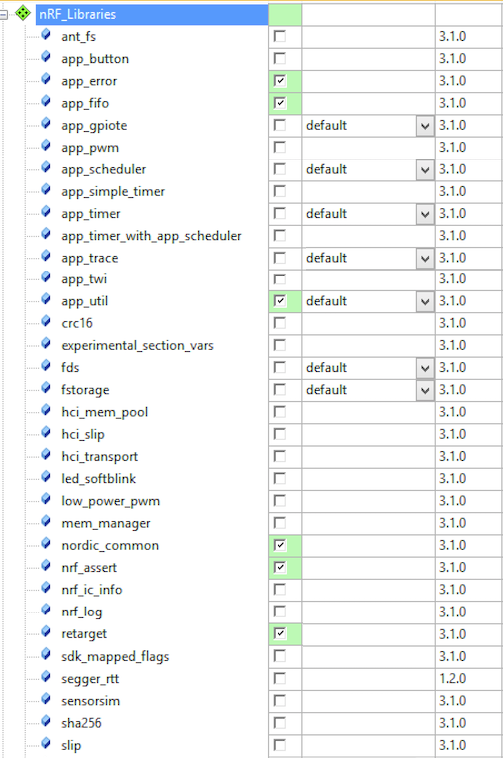 nRF_Libraries
ant_fs 3.1.0
app_button 3.1.0
app_error 3.1.0
app_fifo 3.1.0
app_gpiote default 3.1.0
app_pwm 3.1.0
app_scheduler default 3.1.0
app_simple_timer 3.1.0
app_timer default 3.1.0
app_timer_with_app_scheduler 3.1.0
app_trace default 3.1.0
app_twi 3.1.0
app_util default 3.1.0
crc16 3.1.0
experimental_section_vars 3.1.0
fds default 3.1.0
fstorage default 3.1.0
hci_mem_pool 3.1.0
hci_slip 3.1.0
hci_transport 3.1.0
led_softblink 3.1.0
low_power_pwm 3.1.0
mem_manager 3.1.0
nordic_common 3.1.0
nrf_assert 3.1.0
nrf_ic_info 3.1.0
nrf_log 3.1.0
retarget 3.1.0
sdk_mapped_flags 3.1.0
segger_rtt 1.2.0
sensorsim 3.1.0
sha256 3.1.0
slip 3.1.0